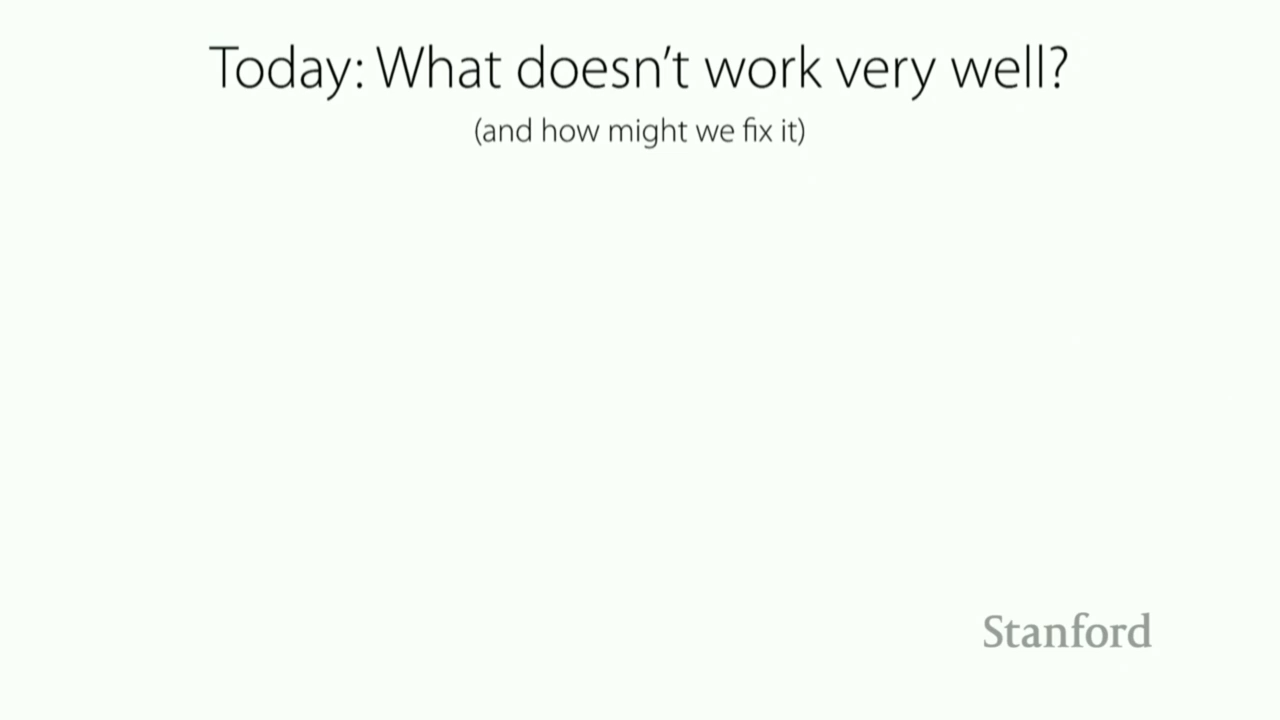 Today: What doesn’t work very well?
(and how might we fix it)
Stanford